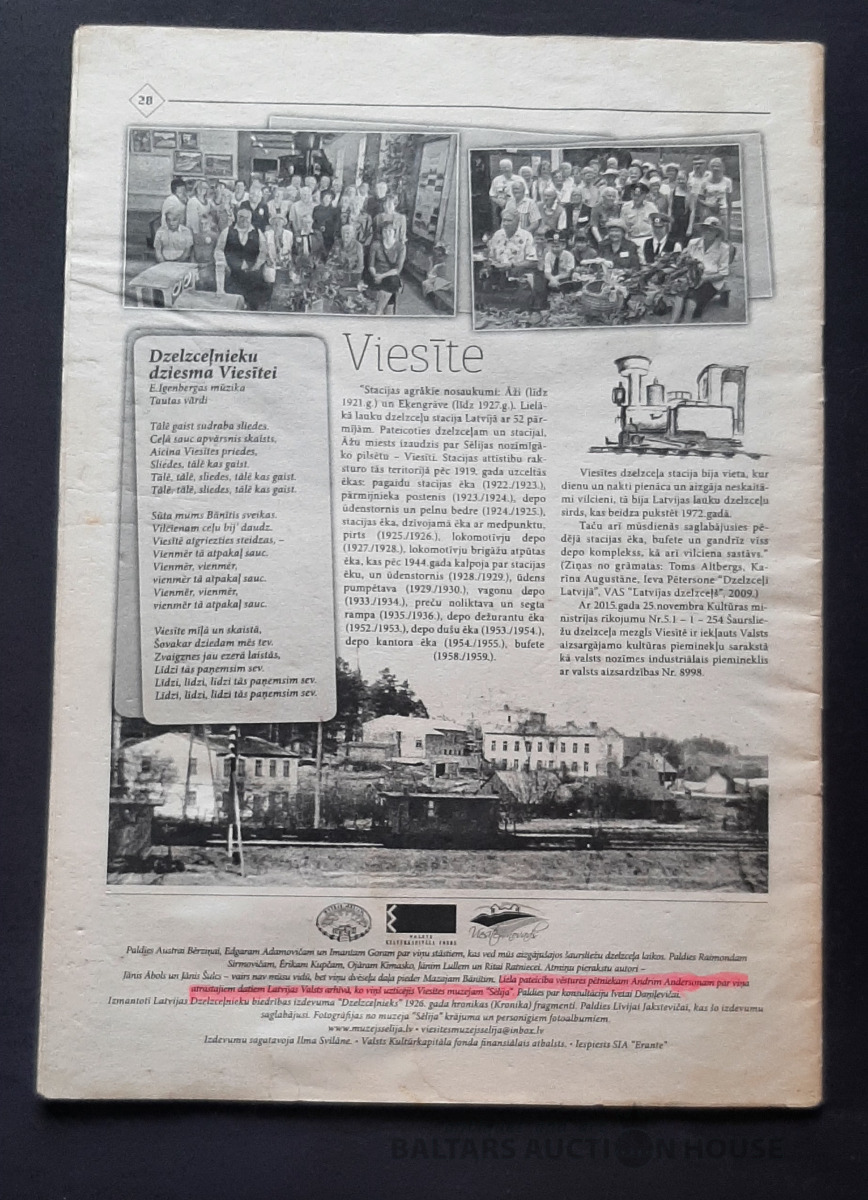 28
Dzelzceļnieku
dziesma Viesītei
E.Igenbergas mūzika
Tautas vārdi
Tālē gaist sudraba sliedes.
Ceļā sauc apvārsnis skaists,
Aicina Viesītes priedes,
Sliedes, tālē kas gaist.
Tālē, tālē, sliedes, tālē kas gaist.
Tālē, tālē, sliedes, tālē kas gaist.
Sūta mums Bānītis sveikas.
Vilcienam ceļu bij' daudz.
Viesītē atgriezties steidzas, –
Vienmēr tā atpakaļ sauc.
Vienmēr, vienmēr,
vienmēr tā atpakaļ sauc.
Vienmēr, vienmēr,
vienmēr tā atpakaļ sauc.
Viesīte mīļā un skaistā,
Šovakar dziedam mēs tev.
Zvaigznes jau ezerā laistās,
Līdzi tās paņemsim sev.
Līdzi, līdzi, līdzi tās paņemsim sev.
Līdzi, līdzi, līdzi tās paņemsim sev.
Viesīte
"Stacijas agrākie nosaukumi: Āži (līdz
1921.g.) un Eķengrāve (līdz 1927.g.). Lielā-
kā lauku dzelzceļu stacija Latvijā ar 52 pār-
mijām. Pateicoties dzelzceļam un stacijai,
Āžu miests izaudzis par Sēlijas nozīmīgā-
ko pilsētu – Viesīti. Stacijas attīstību rak-
sturo tās teritorijā pēc 1919. gada uzceltās
ēkas: pagaidu stacijas ēka (1922./1923.),
pārmijnieka postenis (1923./1924.), depo
ūdenstornis un pelnu bedre (1924./1925.),
stacijas ēka, dzīvojamā ēka ar medpunktu,
pirts (1925./1926.), lokomotīvju depo
(1927./1928.), lokomotīvju brigāžu atpūtas
ēka, kas pēc 1944.gada kalpoja par stacijas
ēku, un ūdenstornis (1928./1929.), ūdens
pumpētava (1929./1930.), vagonu depo
(1933./1934.), preču noliktava un segta
rampa (1935./1936.), depo dežurantu ēka
(1952./1953.), depo dušu ēka (1953./1954.),
depo kantora ēka (1954./1955.), bufete
(1958./1959.).
Viesītes dzelzceļa stacija bija vieta, kur
dienu un nakti pienāca un aizgāja neskaitā-
mi vilcieni, tā bija Latvijas lauku dzelzceļu
sirds, kas beidza pukstēt 1972.gadā.
Taču arī mūsdienās saglabājusies pē-
dējā stacijas ēka, bufete un gandrīz viss
depo komplekss, kā arī vilciena sastāvs."
(Ziņas no grāmatas: Toms Altbergs, Ka-
rīna Augustāne, Ieva Pētersone "Dzelzceļi
Latvijā", VAS "Latvijas dzelzceļš", 2009.)
Ar 2015.gada 25.novembra Kultūras mi-
nistrijas rīkojumu Nr.5.1 – 1 – 254 Šauruslie-
žu dzelzceļa mezgls Viesītē ir iekļauts Valsts
aizsargājamo kultūras pieminekļu sarakstā
kā valsts nozīmes industriālais piemineklis
ar valsts aizsardzības Nr. 8998.
VALSTS
KULTŪRKAPITĀLA FONDS
Viesītes novads
Paldies Austrai Bērziņai, Edgaram Adamovičam un Imantam Goram par viņu stāstiem, kas ved mūs aizgājušajos šaursliežu dzelzceļa laikos. Paldies Raimondam
Sirmovičam, Ērikam Kupčam, Ojāram Kimasko, Jānim Lullem un Ritai Ratniecei. Atmiņu pierakstu autori –
Jānis Ābols un Jānis Šulcs – vairs nav mūsu vidū, bet viņu dvēseļu daļa pieder Mazajam Bānītim. Liela pateicība vēstures pētniekam Andrim Andersonam par viņa
atrastajiem datiem Latvijas Valsts arhīvā, ko viņš uzticējis Viesītes muzejam "Sēlija". Paldies par konsultāciju Ivetai Daņiļevičai.
Izmantoti Latvijas Dzelzceļnieku biedrības izdevuma "Dzelzceļnieks" 1926. gada hronikas (Kronika) fragmenti. Paldies Līvijai Jakstevičai, kas šo izdevumu
saglabājusi. Fotogrāfijas no muzeja "Sēlija" krājuma un personīgiem fotoalbumiem.
www.muzejsselija.lv • viesitesmuzejsselija@inbox.lv
Izdevumu sagatavoja Ilma Svilāne. • Valsts Kultūrkapitāla fonda finansiālais atbalsts. • Iespiests SIA "Erante"
BALTARS AUCTION HOUSE